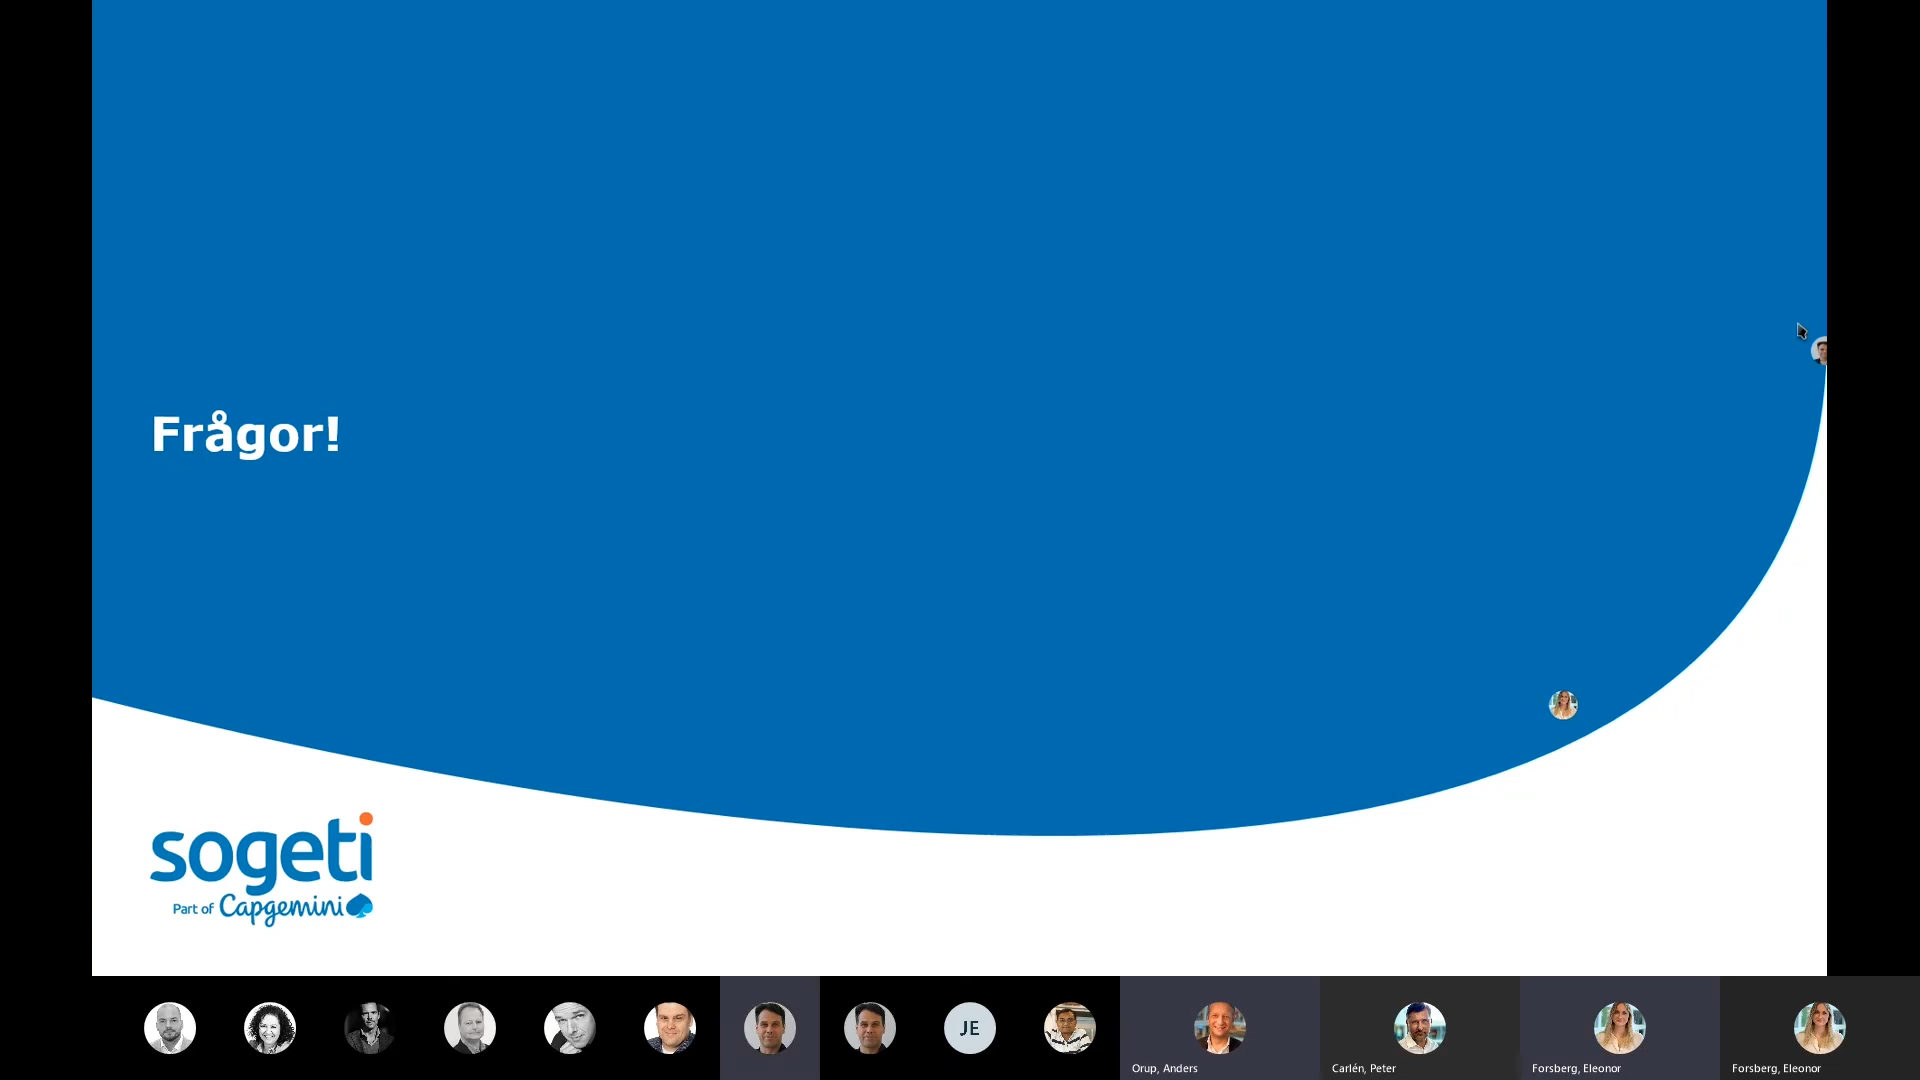 Frågor!
sogeti
Part of Capgemini
JE
Orup, Anders
Carlén, Peter
Forsberg, Eleonor
Forsberg, Eleonor